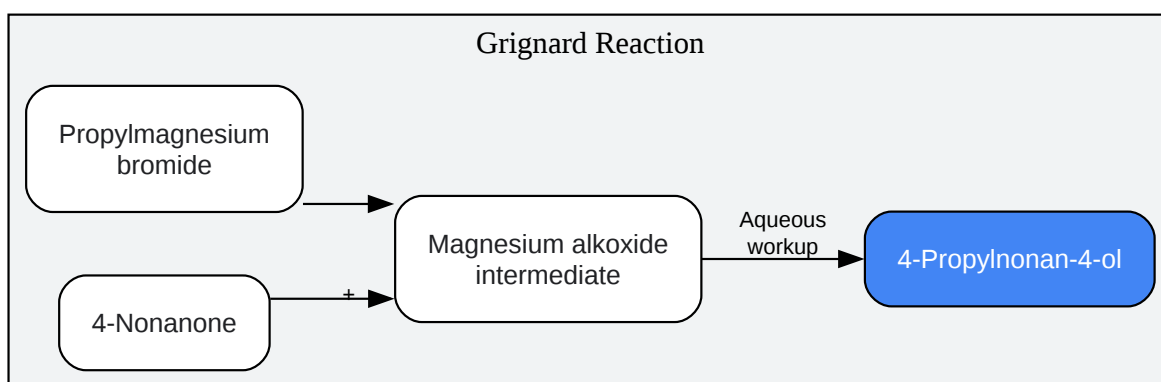 Grignard Reaction
Propylmagnesium
bromide
4-Nonanone
+
Magnesium alkoxide
intermediate
Aqueous
workup
4-Propylnonan-4-ol